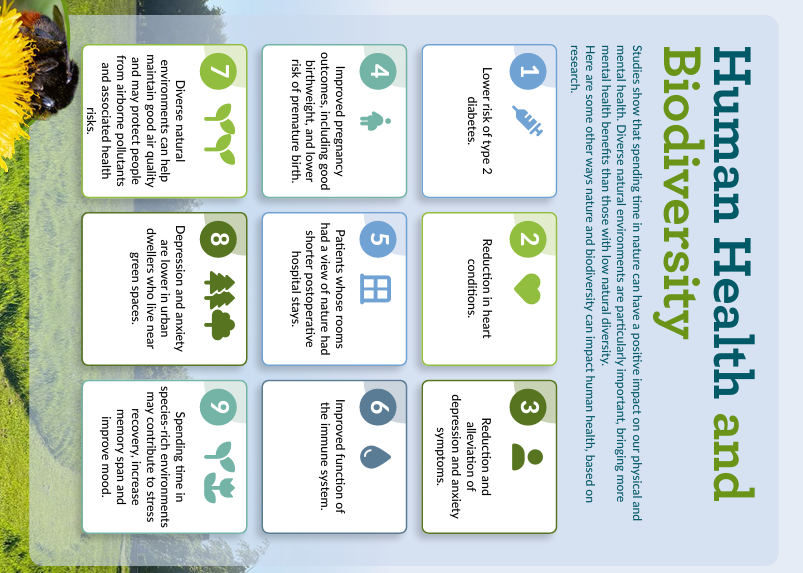 Human Health and
Biodiversity
Studies show that spending time in nature can have a positive impact on our physical and
mental health. Diverse natural environments are particularly important, bringing more
mental health benefits than those with low natural diversity.
Here are some other ways nature and biodiversity can impact human health, based on
research.
1
Lower risk of type 2
diabetes.
2
Reduction in heart
conditions.
3
Reduction and
alleviation of
depression and anxiety
symptoms.
4
Improved pregnancy
outcomes, including good
birthweight, and lower
risk of premature birth.
5
Patients whose rooms
had a view of nature had
shorter postoperative
hospital stays.
6
Improved function of
the immune system.
7
Diverse natural
environments can help
maintain good air quality
and may protect people
from airborne pollutants
and associated health
risks.
8
Depression and anxiety
are lower in urban
dwellers who live near
green spaces.
9
Spending time in
species-rich environments
may contribute to stress
recovery, increase
memory span and
improve mood.